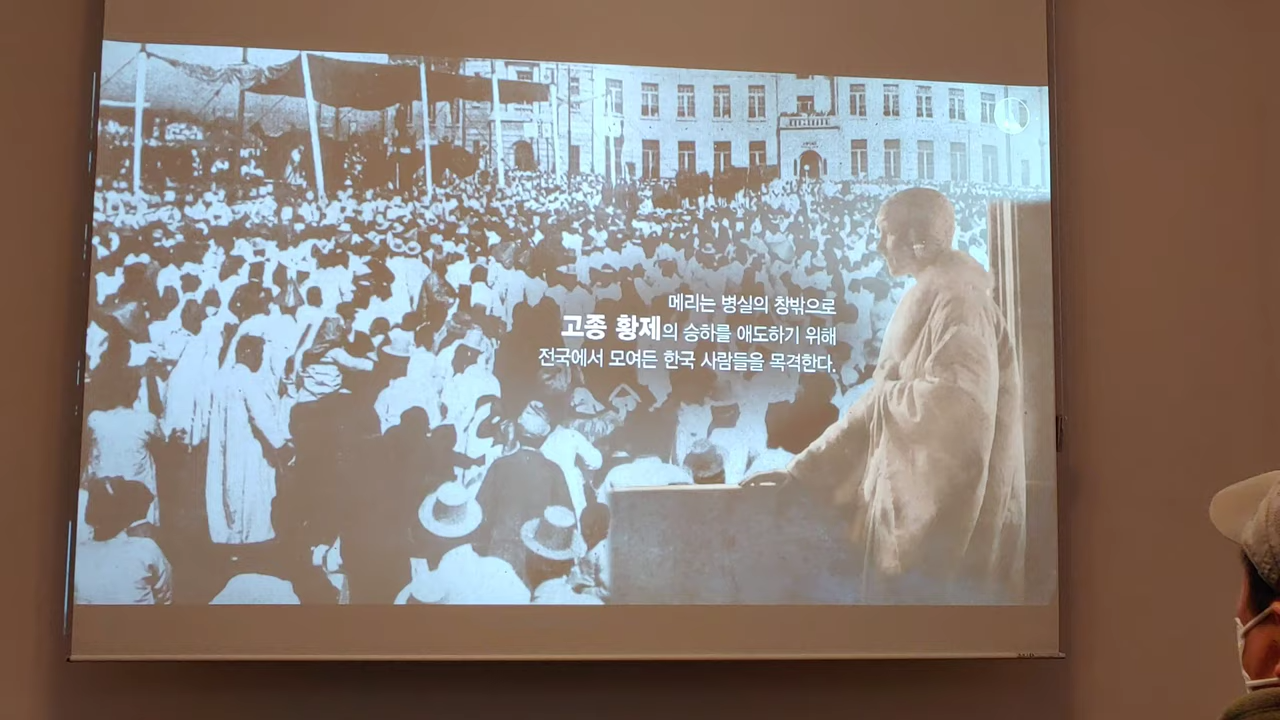 메리는 병실의 창밖으로
고종 황제의 승하를 애도하기 위해
전국에서 모여든 한국 사람들을 목격한다.